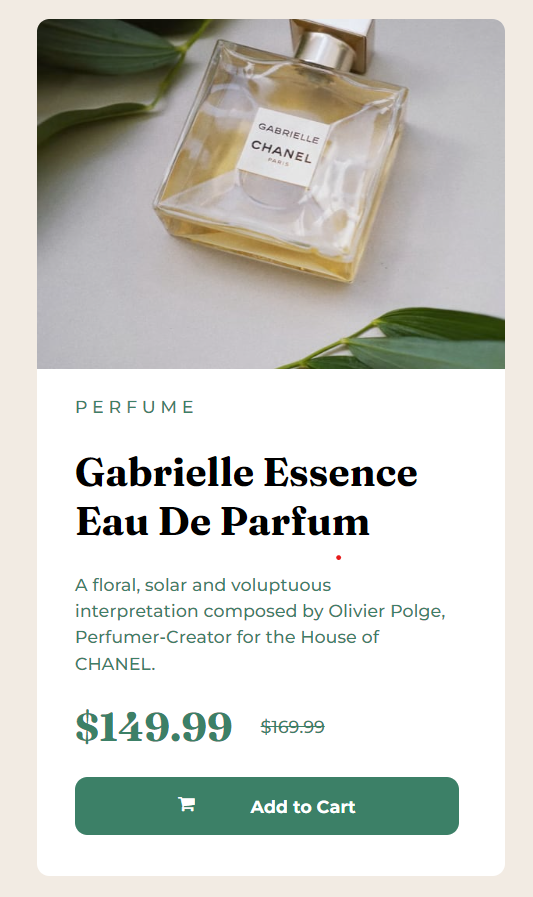 GABRIELLE
CHANEL
PARIS
PERFUME
Gabrielle Essence
Eau De Parfum
A floral, solar and voluptuous
interpretation composed by Olivier Polge,
Perfumer-Creator for the House of
CHANEL.
$149.99 $169.99
Add to Cart